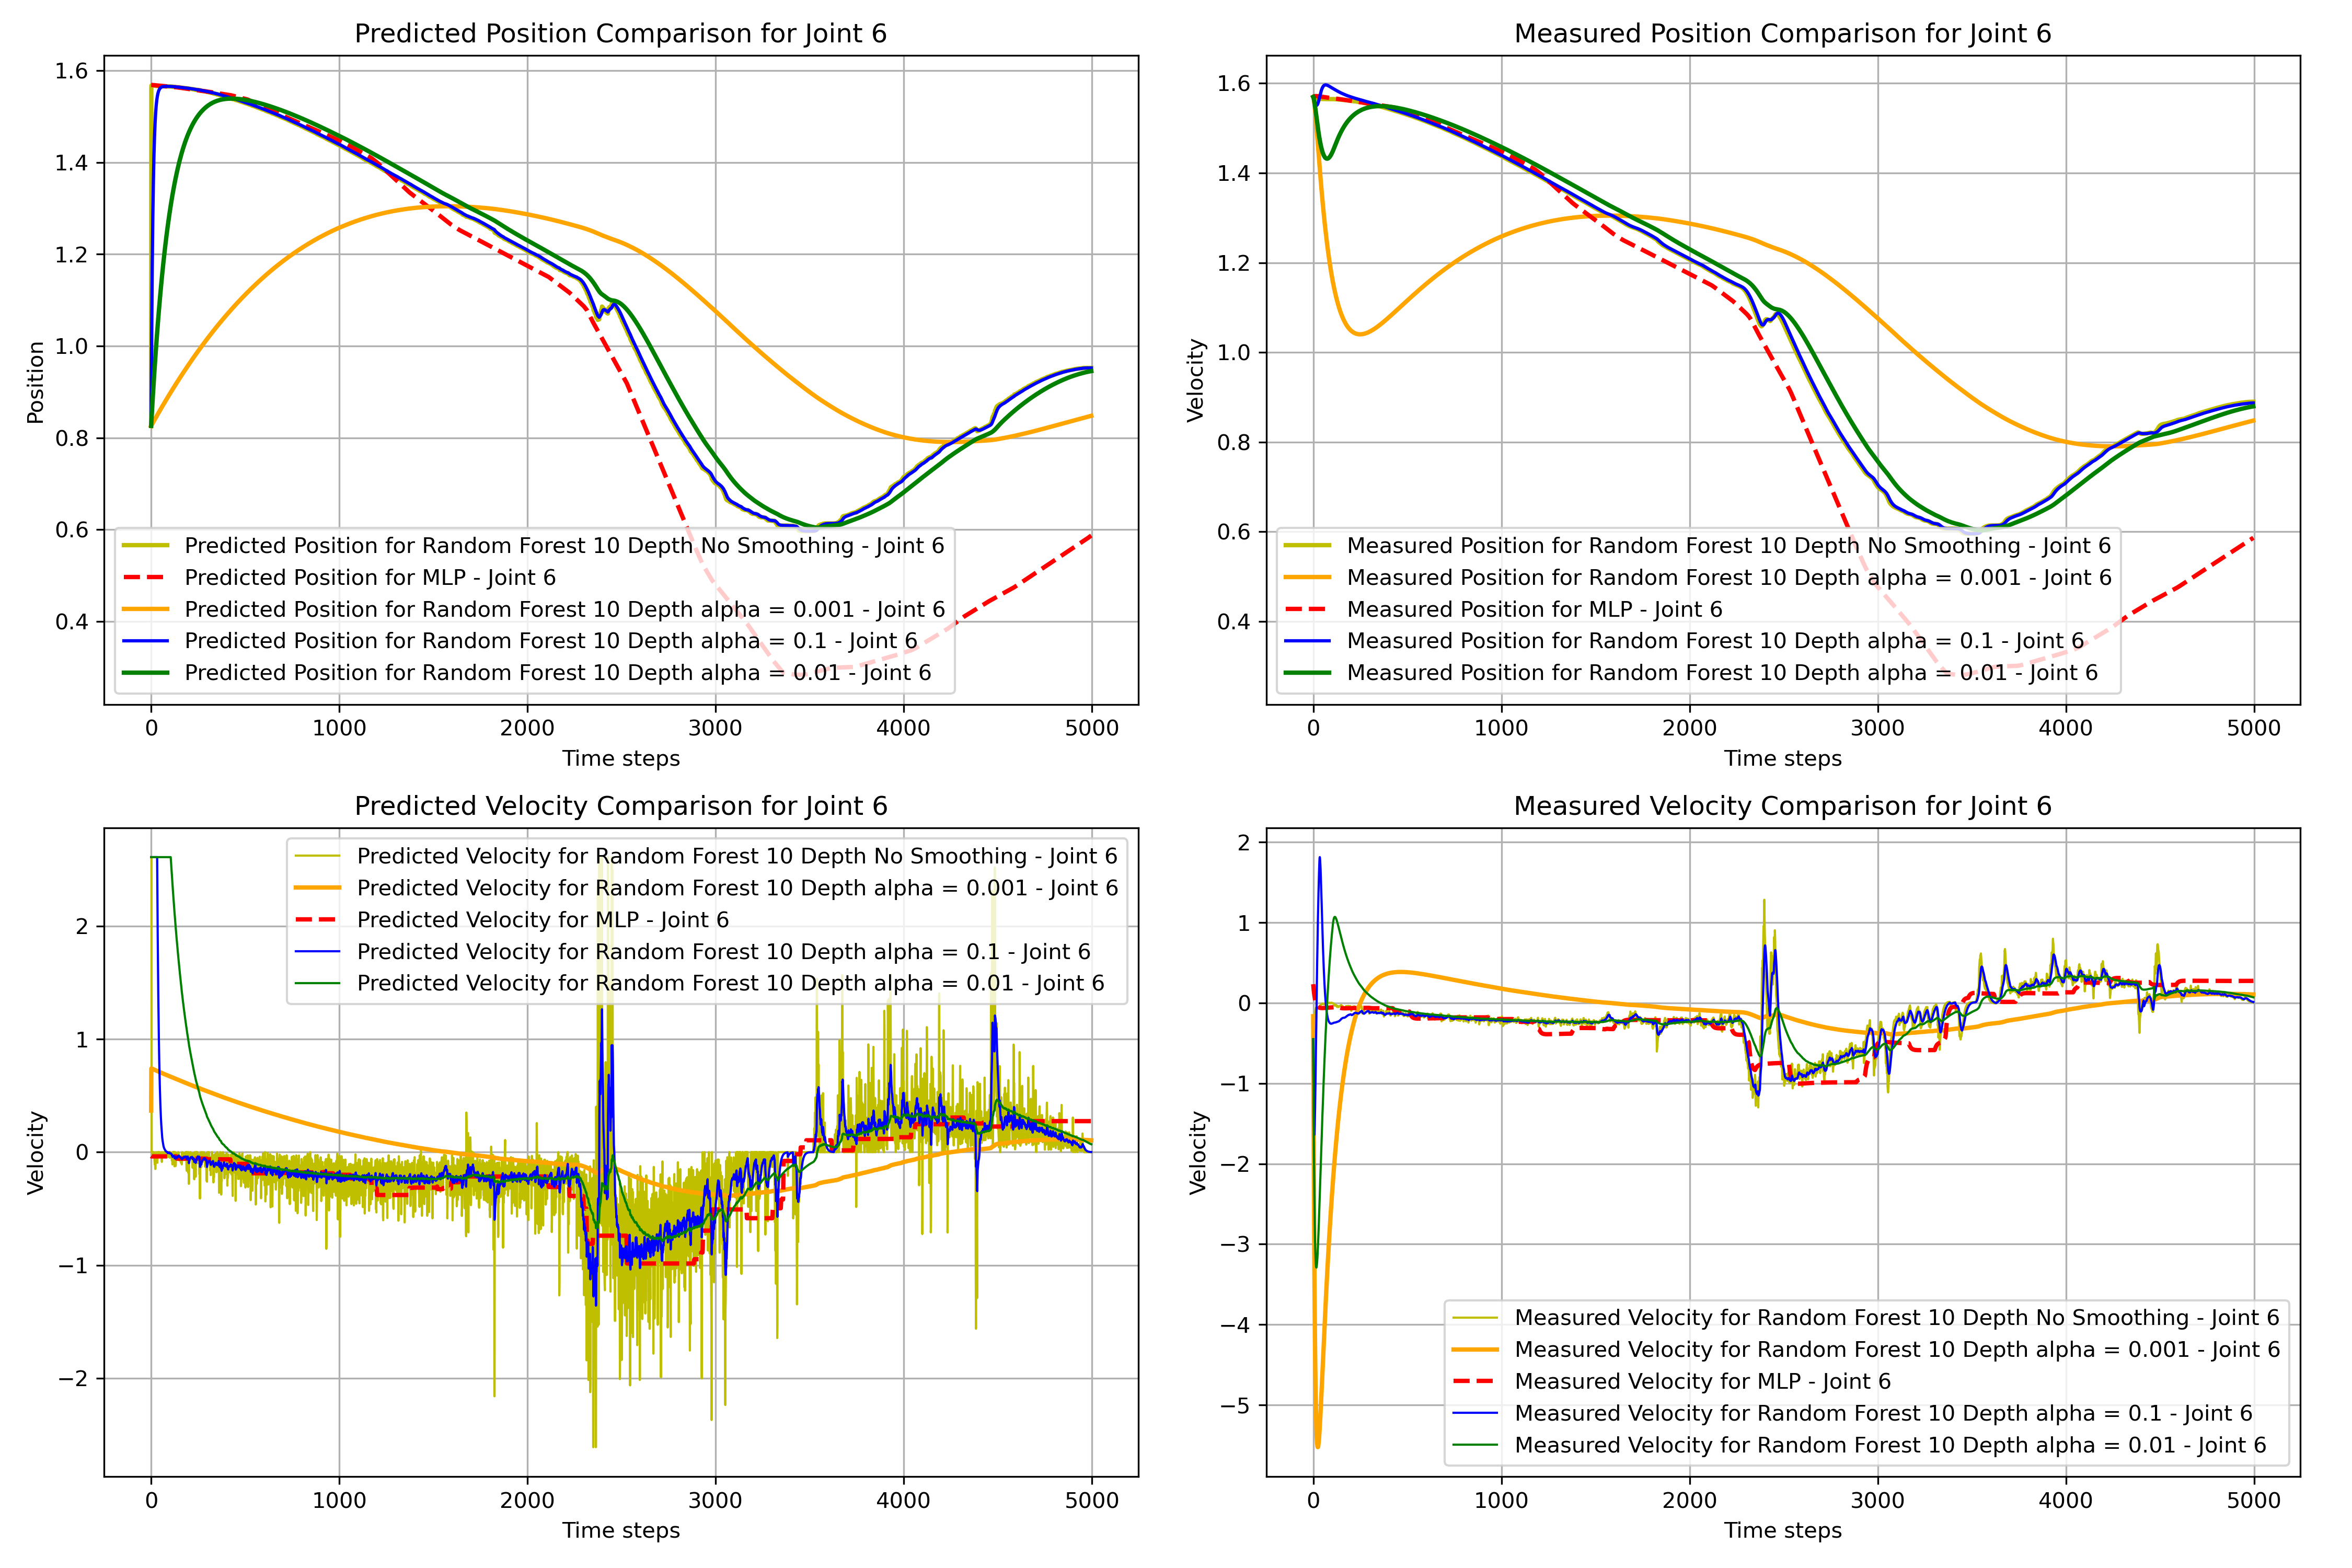 Predicted Position Comparison for Joint 6
Position
1.6
1.4
1.2
1.0
0.8
0.6
0.4
Predicted Position for Random Forest 10 Depth No Smoothing - Joint 6
Predicted Position for MLP - Joint 6
Predicted Position for Random Forest 10 Depth alpha = 0.001 - Joint 6
Predicted Position for Random Forest 10 Depth alpha = 0.1 - Joint 6
Predicted Position for Random Forest 10 Depth alpha = 0.01 - Joint 6
0 1000 2000 3000 4000 5000
Time steps
Measured Position Comparison for Joint 6
Velocity
1.6
1.4
1.2
1.0
0.8
0.6
0.4
Measured Position for Random Forest 10 Depth No Smoothing - Joint 6
Measured Position for Random Forest 10 Depth alpha = 0.001 - Joint 6
Measured Position for MLP - Joint 6
Measured Position for Random Forest 10 Depth alpha = 0.1 - Joint 6
Measured Position for Random Forest 10 Depth alpha = 0.01 - Joint 6
0 1000 2000 3000 4000 5000
Time steps
Predicted Velocity Comparison for Joint 6
Velocity
Predicted Velocity for Random Forest 10 Depth No Smoothing - Joint 6
Predicted Velocity for Random Forest 10 Depth alpha = 0.001 - Joint 6
Predicted Velocity for MLP - Joint 6
Predicted Velocity for Random Forest 10 Depth alpha = 0.1 - Joint 6
Predicted Velocity for Random Forest 10 Depth alpha = 0.01 - Joint 6
2
1
0
−1
−2
0 1000 2000 3000 4000 5000
Time steps
Measured Velocity Comparison for Joint 6
Velocity
2
1
0
−1
−2
−3
−4
−5
Measured Velocity for Random Forest 10 Depth No Smoothing - Joint 6
Measured Velocity for Random Forest 10 Depth alpha = 0.001 - Joint 6
Measured Velocity for MLP - Joint 6
Measured Velocity for Random Forest 10 Depth alpha = 0.1 - Joint 6
Measured Velocity for Random Forest 10 Depth alpha = 0.01 - Joint 6
0 1000 2000 3000 4000 5000
Time steps